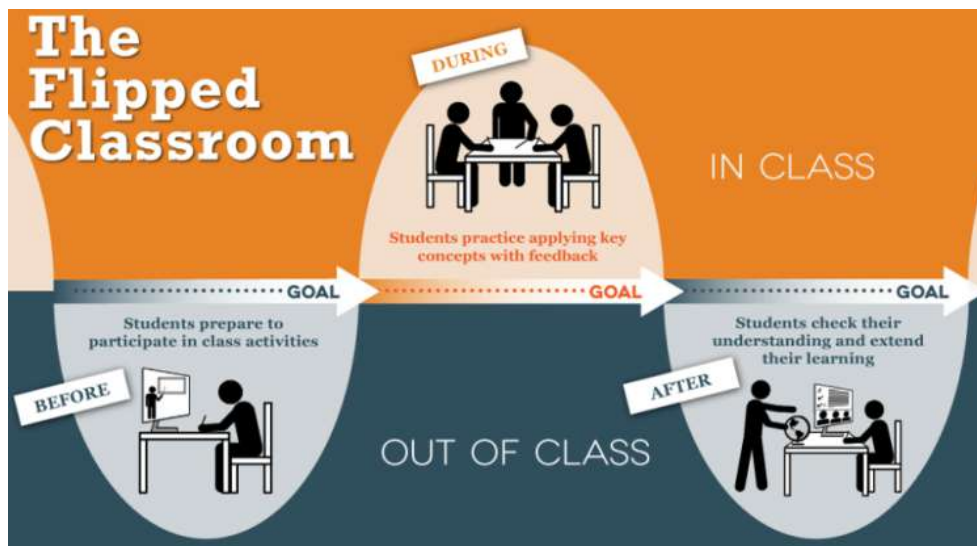 The
Flipped
Classroom
DURING
IN CLASS
Students practice applying key
concepts with feedback
GOAL
GOAL
GOAL
Students prepare to
participate in class activities
BEFORE
OUT OF CLASS
Students check their
understanding and extend
their learning
AFTER